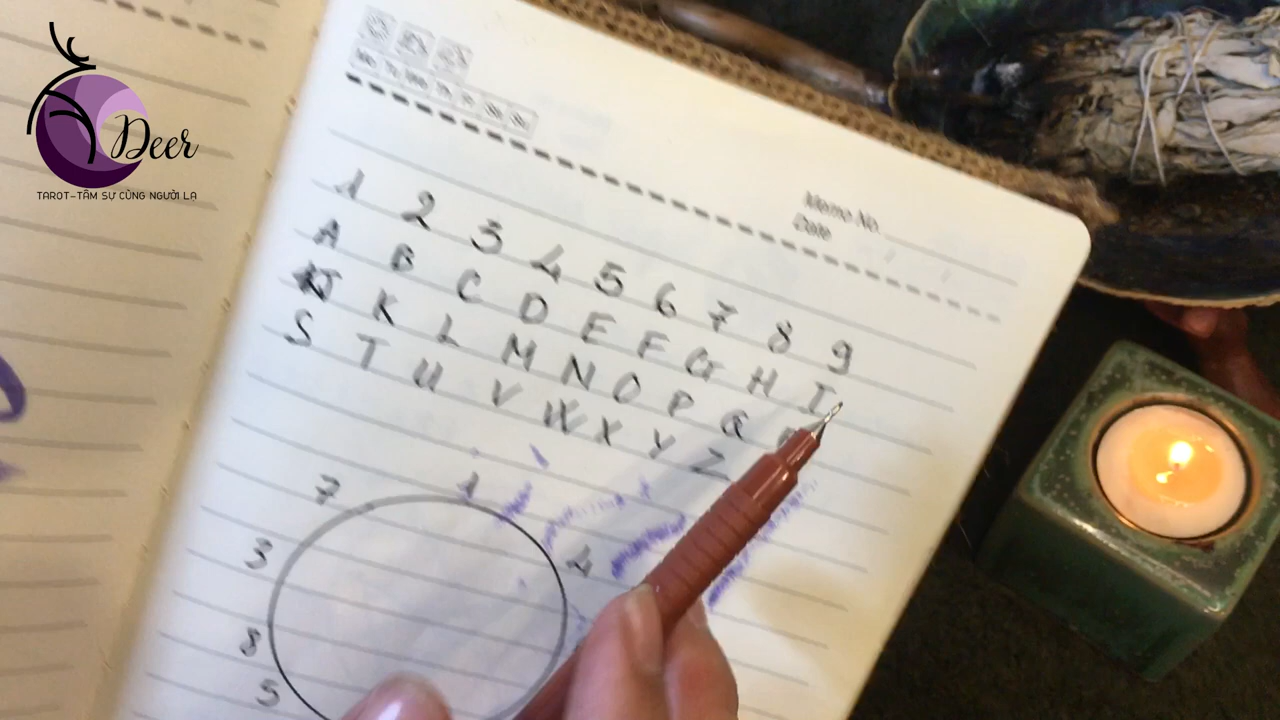 Deer
TAROT-TÂM SỰ CÙNG NGƯỜI LẠ
Memo No.
Date
1 2 3 4 5 6 7 8 9
A B C D E F G H I
J K L M N O P Q
S T U V W X Y Z
7 1
3 4
8
5